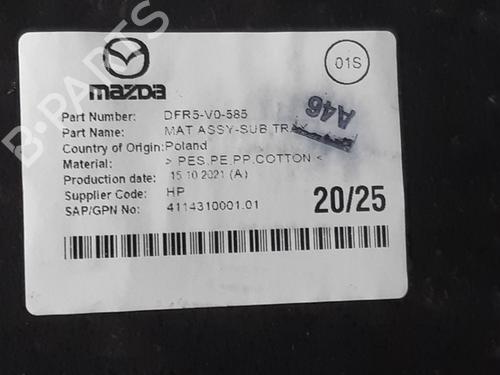 mazda
01S
Part Number: DFR5-V0-585
Part Name: MAT ASSY-SUB TRAY
A46
Country of Origin: Poland
Material: > PES.PE.PP.COTTON <
Production date: 15.10.2021 (A)
Supplier Code: HP
SAP/GPN No: 4114310001.01
20/25
B-PARTS